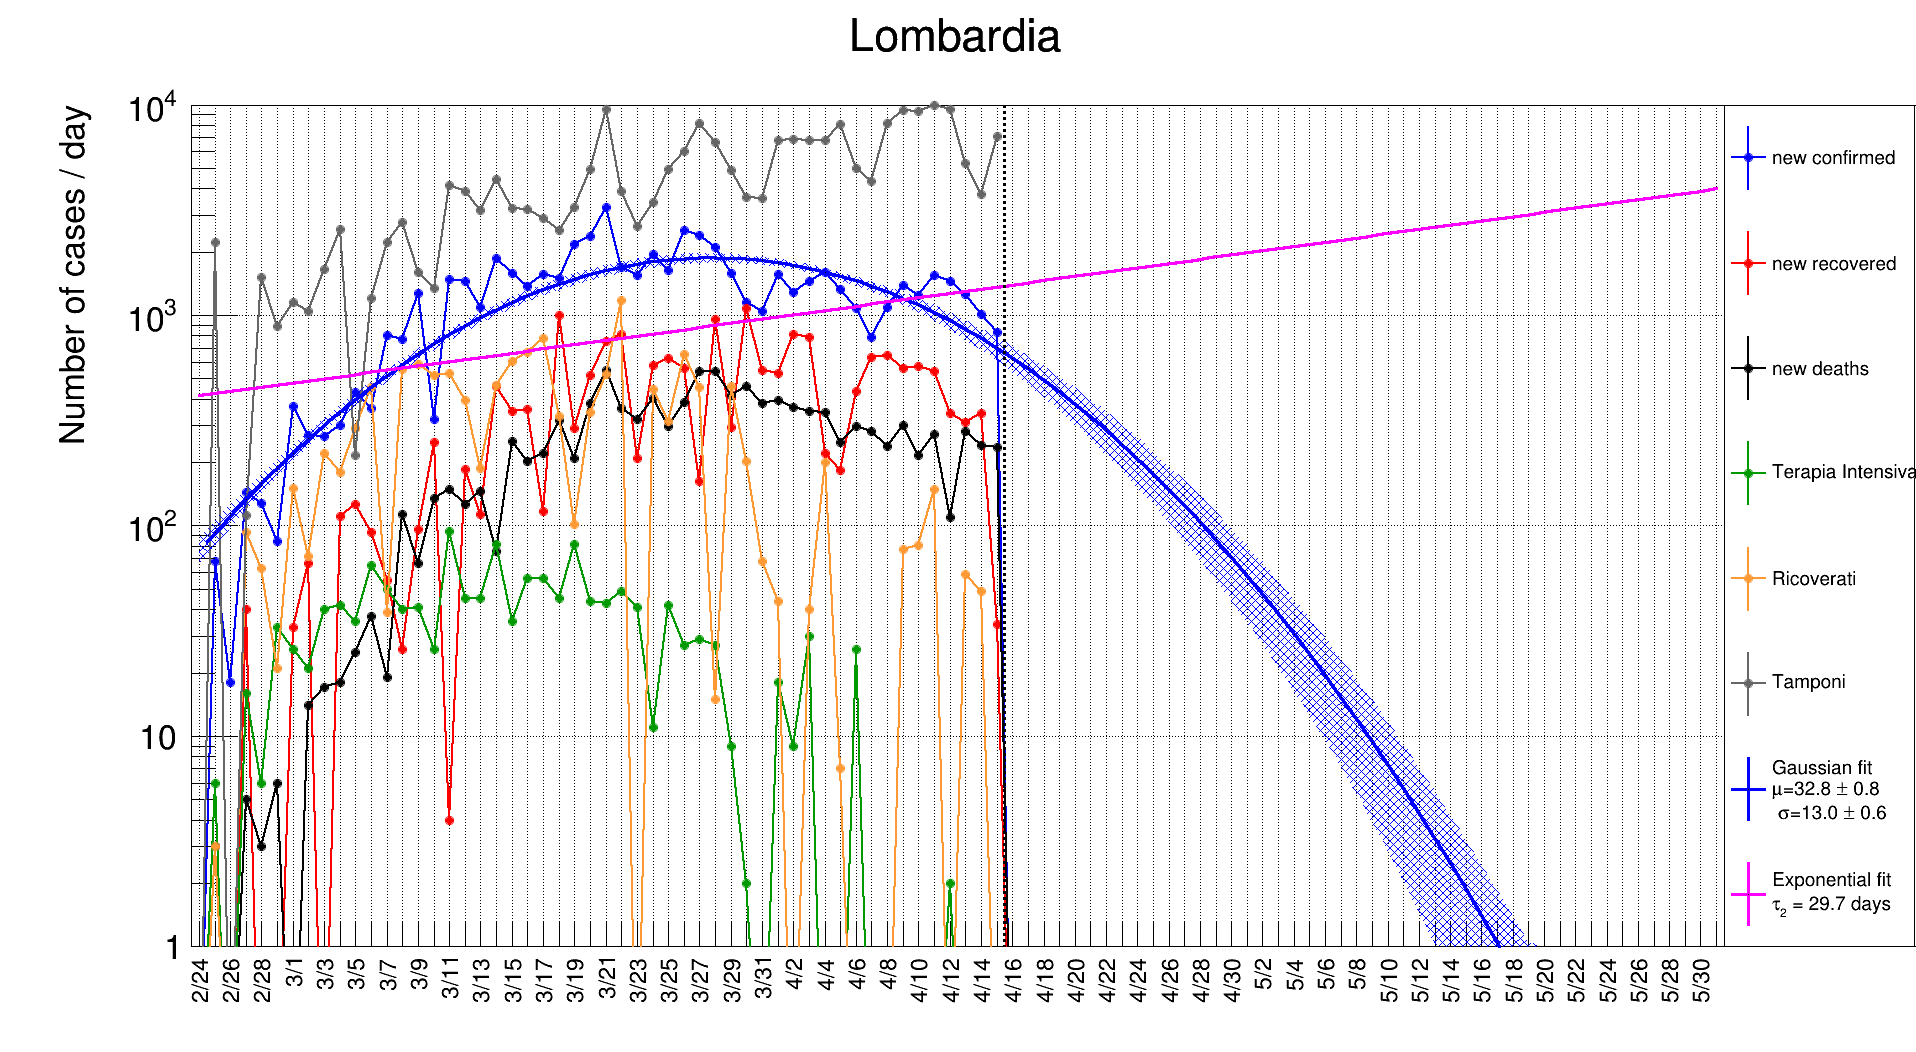 Lombardia
Number of cases / day
10^4
10^3
10^2
10
1
2/24 2/26 2/28 3/1 3/3 3/5 3/7 3/9 3/11 3/13 3/15 3/17 3/19 3/21 3/23 3/25 3/27 3/29 3/31 4/2 4/4 4/6 4/8 4/10 4/12 4/14 4/16 4/18 4/20 4/22 4/24 4/26 4/28 4/30 5/2 5/4 5/6 5/8 5/10 5/12 5/14 5/16 5/18 5/20 5/22 5/24 5/26 5/28 5/30
new confirmed
new recovered
new deaths
Terapia Intensiva
Ricoverati
Tamponi
Gaussian fit
μ=32.8 ± 0.8
σ=13.0 ± 0.6
Exponential fit
τ₂ = 29.7 days